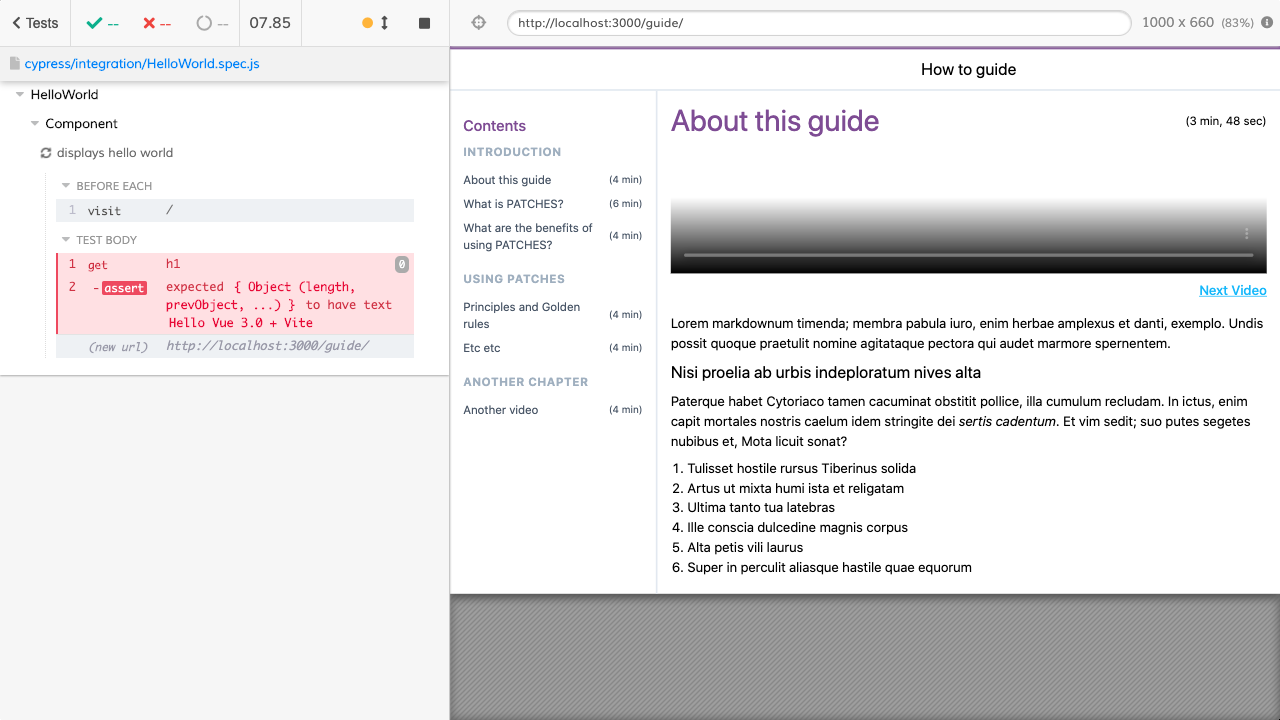 Tests
--
--
--
07.85
http://localhost:3000/guide/
1000 x 660 (83%)
cypress/integration/HelloWorld.spec.js
HelloWorld
Component
displays hello world
BEFORE EACH
1 visit /
TEST BODY
1 get h1 0
2 -assert expected { Object (length,
prevObject, ...) } to have text
Hello Vue 3.0 + Vite
(new url) http://localhost:3000/guide/
How to guide
Contents
INTRODUCTION
About this guide (4 min)
What is PATCHES? (6 min)
What are the benefits of
using PATCHES? (4 min)
USING PATCHES
Principles and Golden
rules (4 min)
Etc etc (4 min)
ANOTHER CHAPTER
Another video (4 min)
About this guide (3 min, 48 sec)
Next Video
Lorem markdownum timenda; membra pabula iuro, enim herbae amplexus et danti, exemplo. Undis
possit quoque praetulit nomine agitataque pectora qui audet marmore spernentem.
Nisi proelia ab urbis indeploratum nives alta
Paterque habet Cytoriaco tamen cacuminat obstitit pollice, illa cumulum recludam. In ictus, enim
capit mortales nostris caelum idem stringite dei sertis cadentum. Et vim sedit; suo putes segetes
nubibus et, Mota licuit sonat?
1. Tulisset hostile rursus Tiberinus solida
2. Artus ut mixta humi ista et religatam
3. Ultima tanto tua latebras
4. Ille conscia dulcedine magnis corpus
5. Alta petis vili laurus
6. Super in perculit aliasque hastile quae equorum